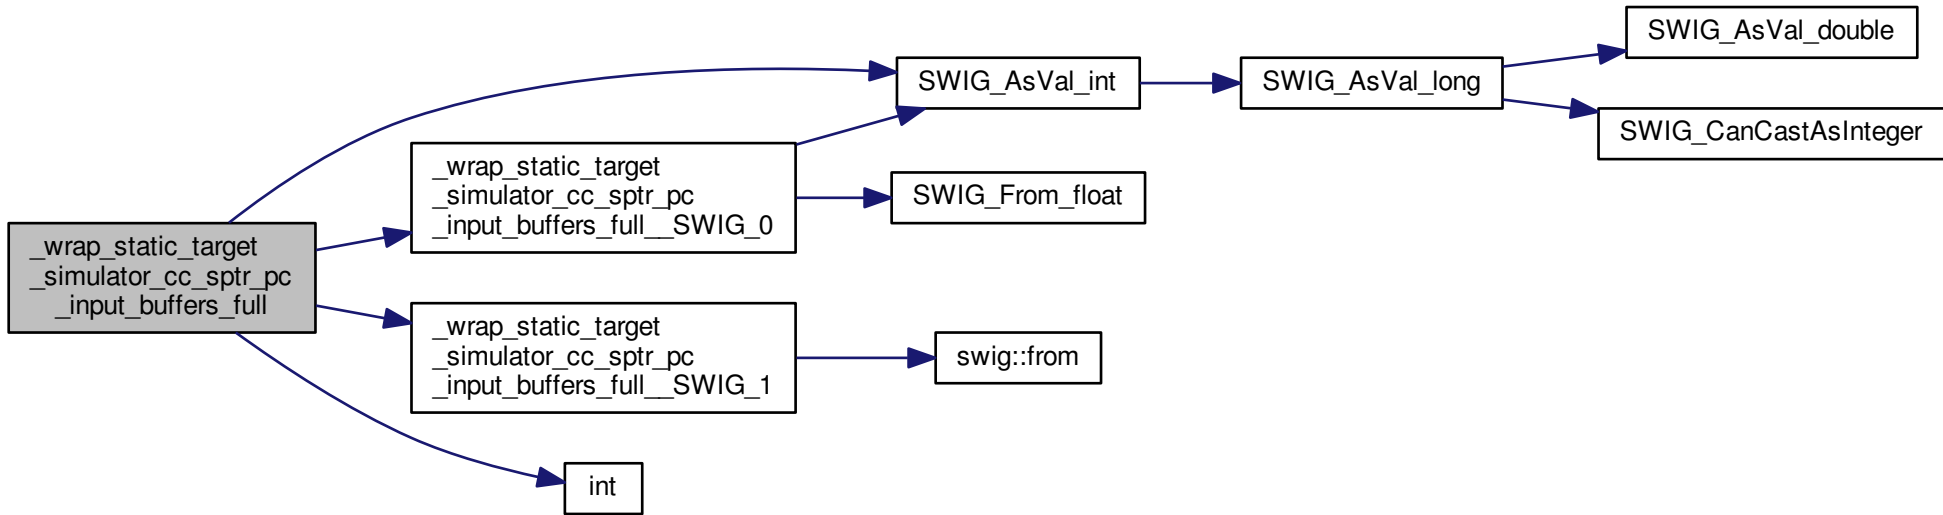 _wrap_static_target
_simulator_cc_sptr_pc
_input_buffers_full
_wrap_static_target
_simulator_cc_sptr_pc
_input_buffers_full__SWIG_0
_wrap_static_target
_simulator_cc_sptr_pc
_input_buffers_full__SWIG_1
int
SWIG_AsVal_int
SWIG_From_float
swig::from
SWIG_AsVal_long
SWIG_AsVal_double
SWIG_CanCastAsInteger